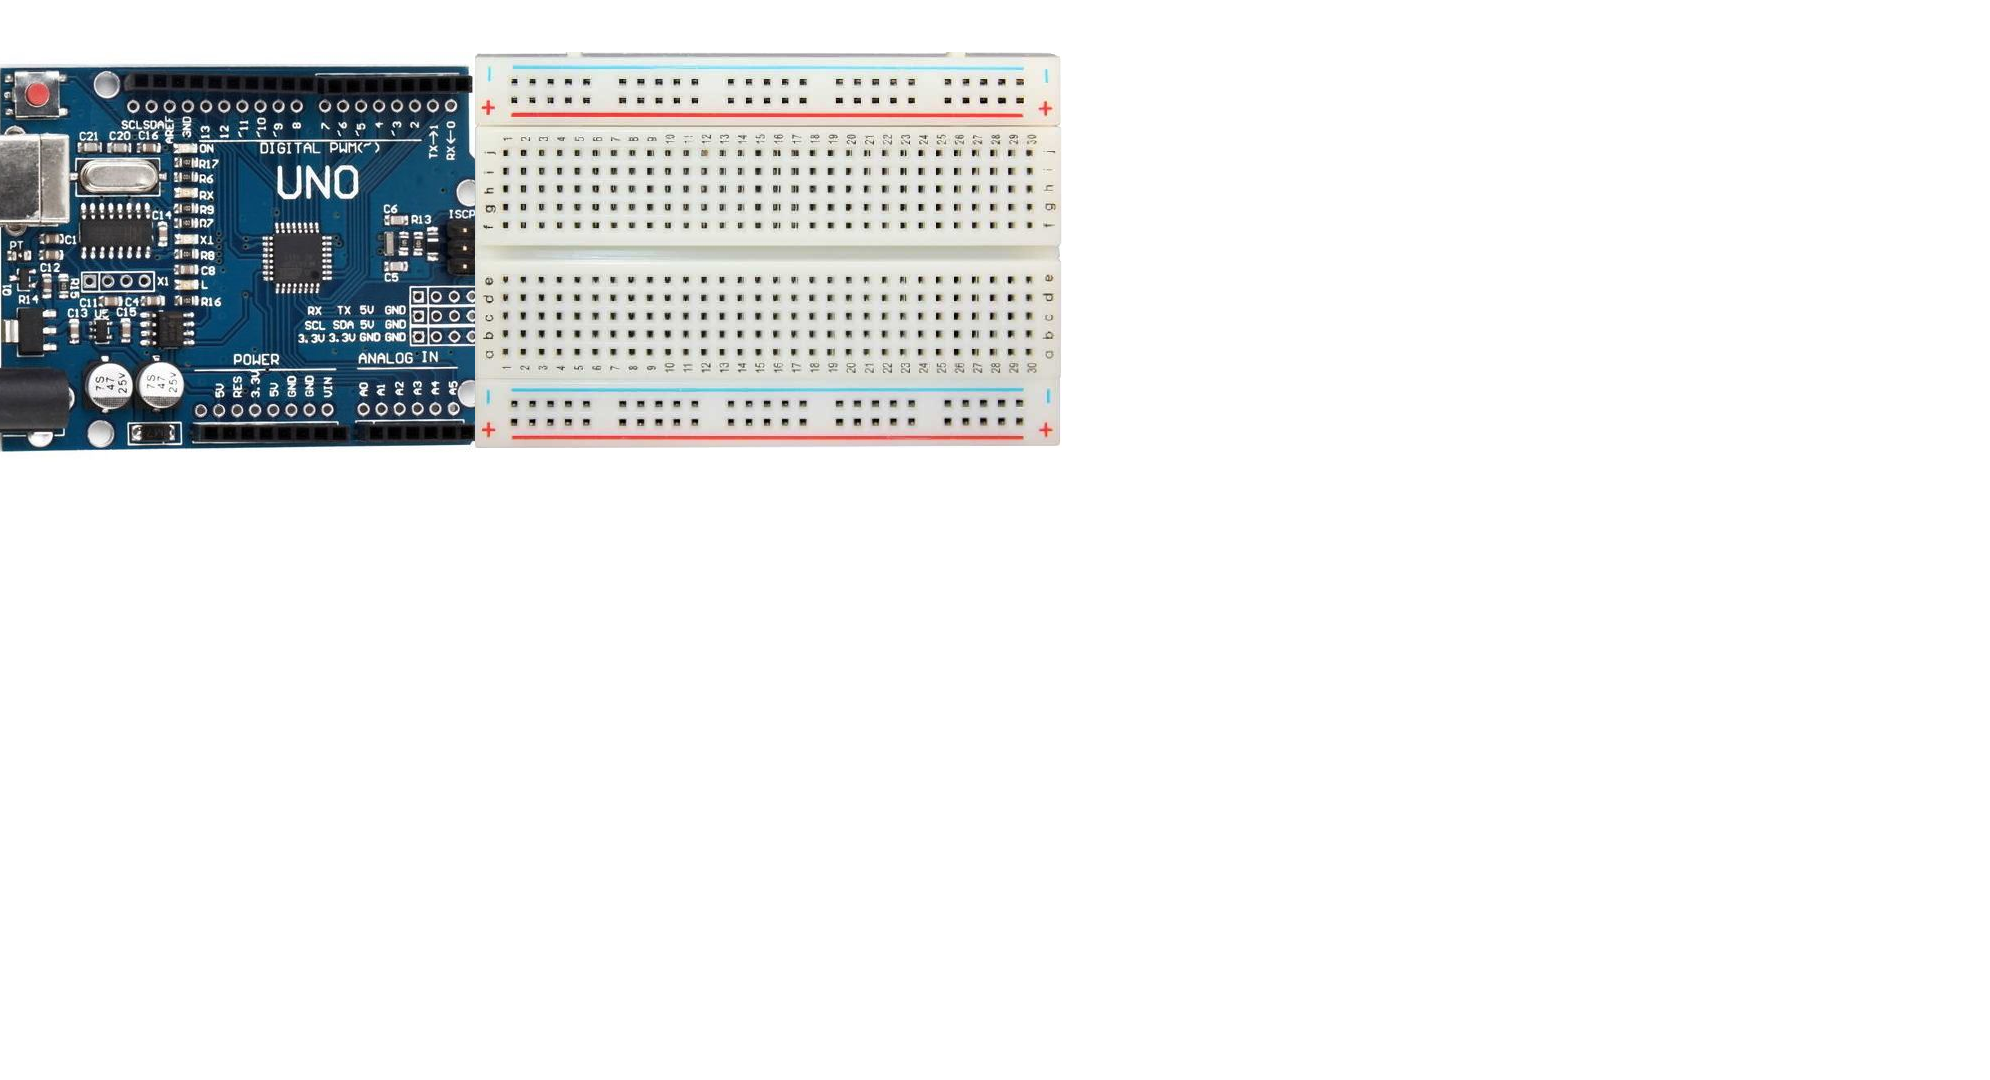 SCL SDA AREF GND 13 12 ~11 ~10 ~9 8 7 ~6 ~5 4 ~3 2 TX→1 RX←0
DIGITAL PWM(~)
UNO
C21 C20 C16
ON
R17
R6
RX
R9
R7
X1
R8
C8
L
R16
C14
C1
PT
C12
R14
Q1
R15
X1
C11 C4
C13 C15
C6
R13
ISCP
C5
RX TX 5V GND
SCL SDA 5V GND
3.3V 3.3V GND GND
POWER
ANALOG IN
5V RES 3.3V 5V GND GND VIN A0 A1 A2 A3 A4 A5
7S
47
25V
7S
47
25V
− −
+ +
1 2 3 4 5 6 7 8 9 10 11 12 13 14 15 16 17 18 19 20 21 22 23 24 25 26 27 28 29 30
j j
i i
h h
g g
f f
e e
d d
c c
b b
a a
1 2 3 4 5 6 7 8 9 10 11 12 13 14 15 16 17 18 19 20 21 22 23 24 25 26 27 28 29 30
− −
+ +